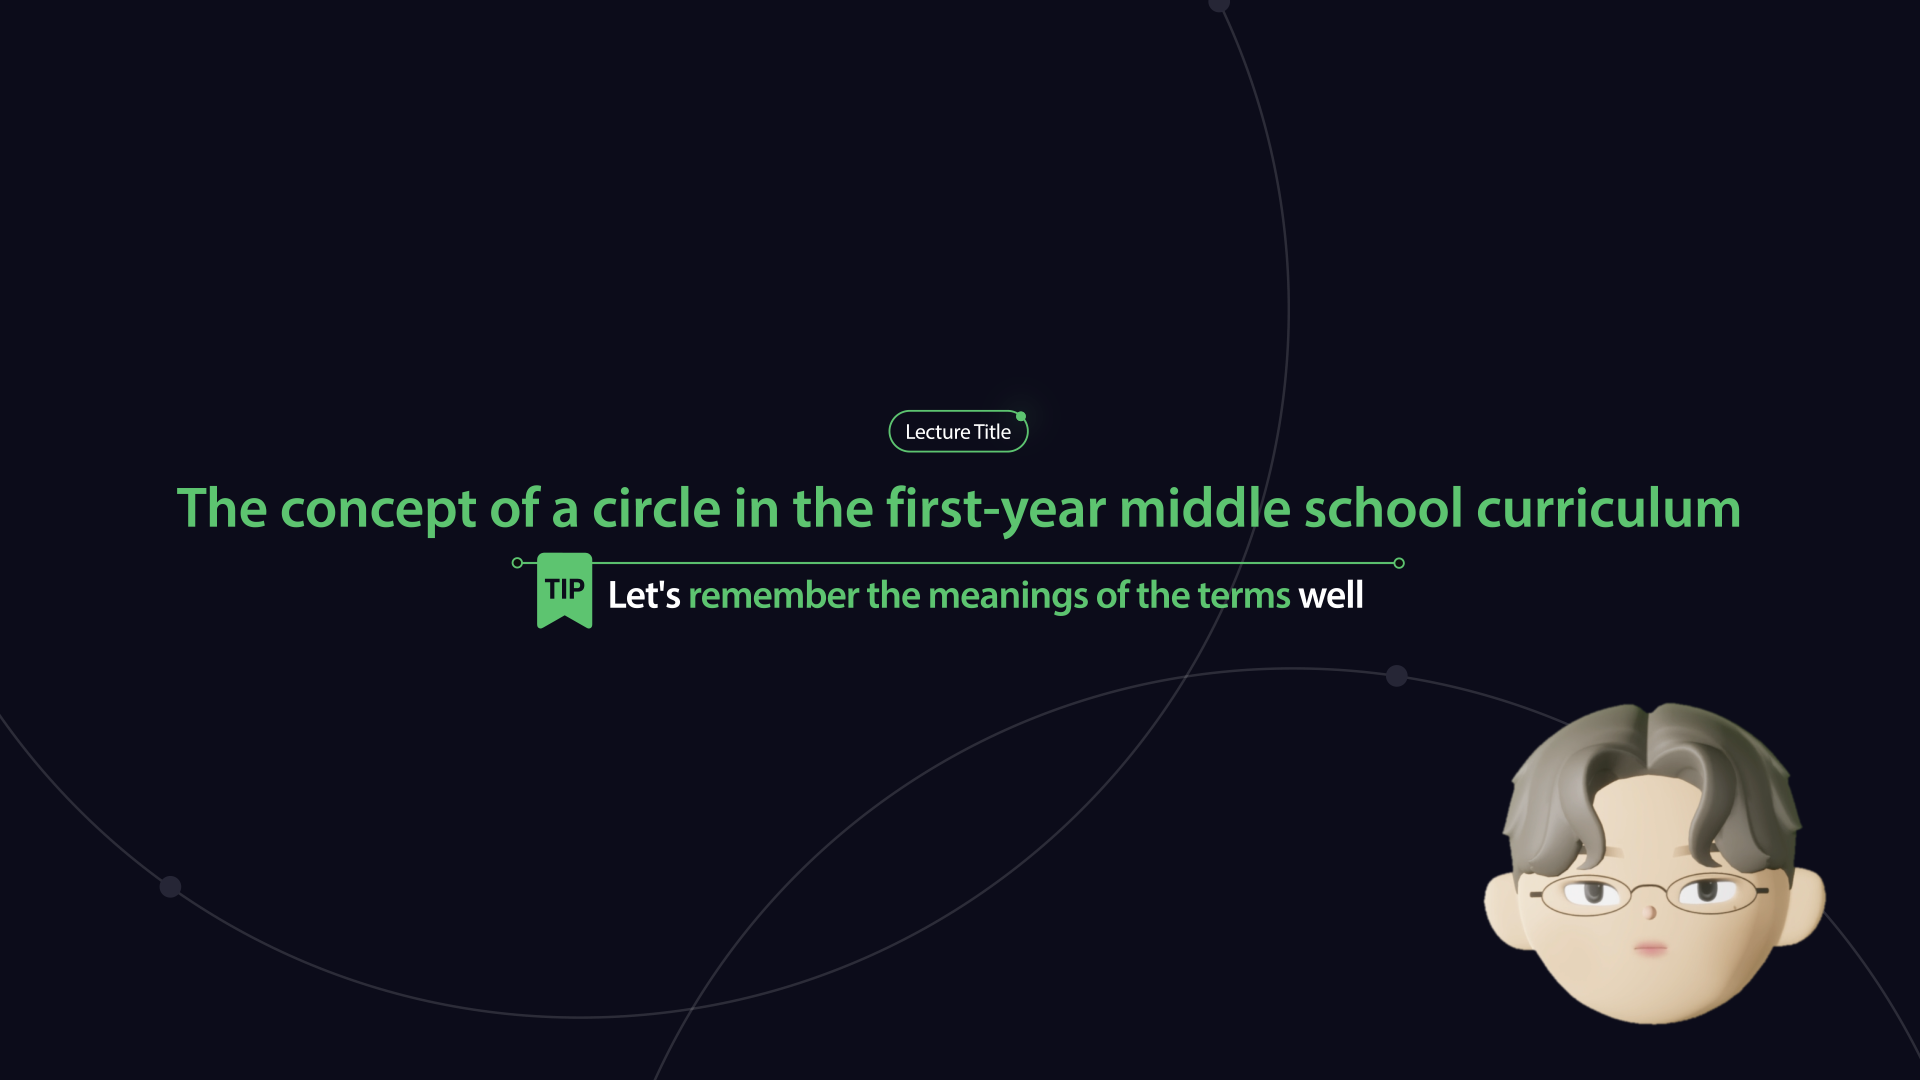 Lecture Title
The concept of a circle in the first-year middle school curriculum
TIP
Let's remember the meanings of the terms well